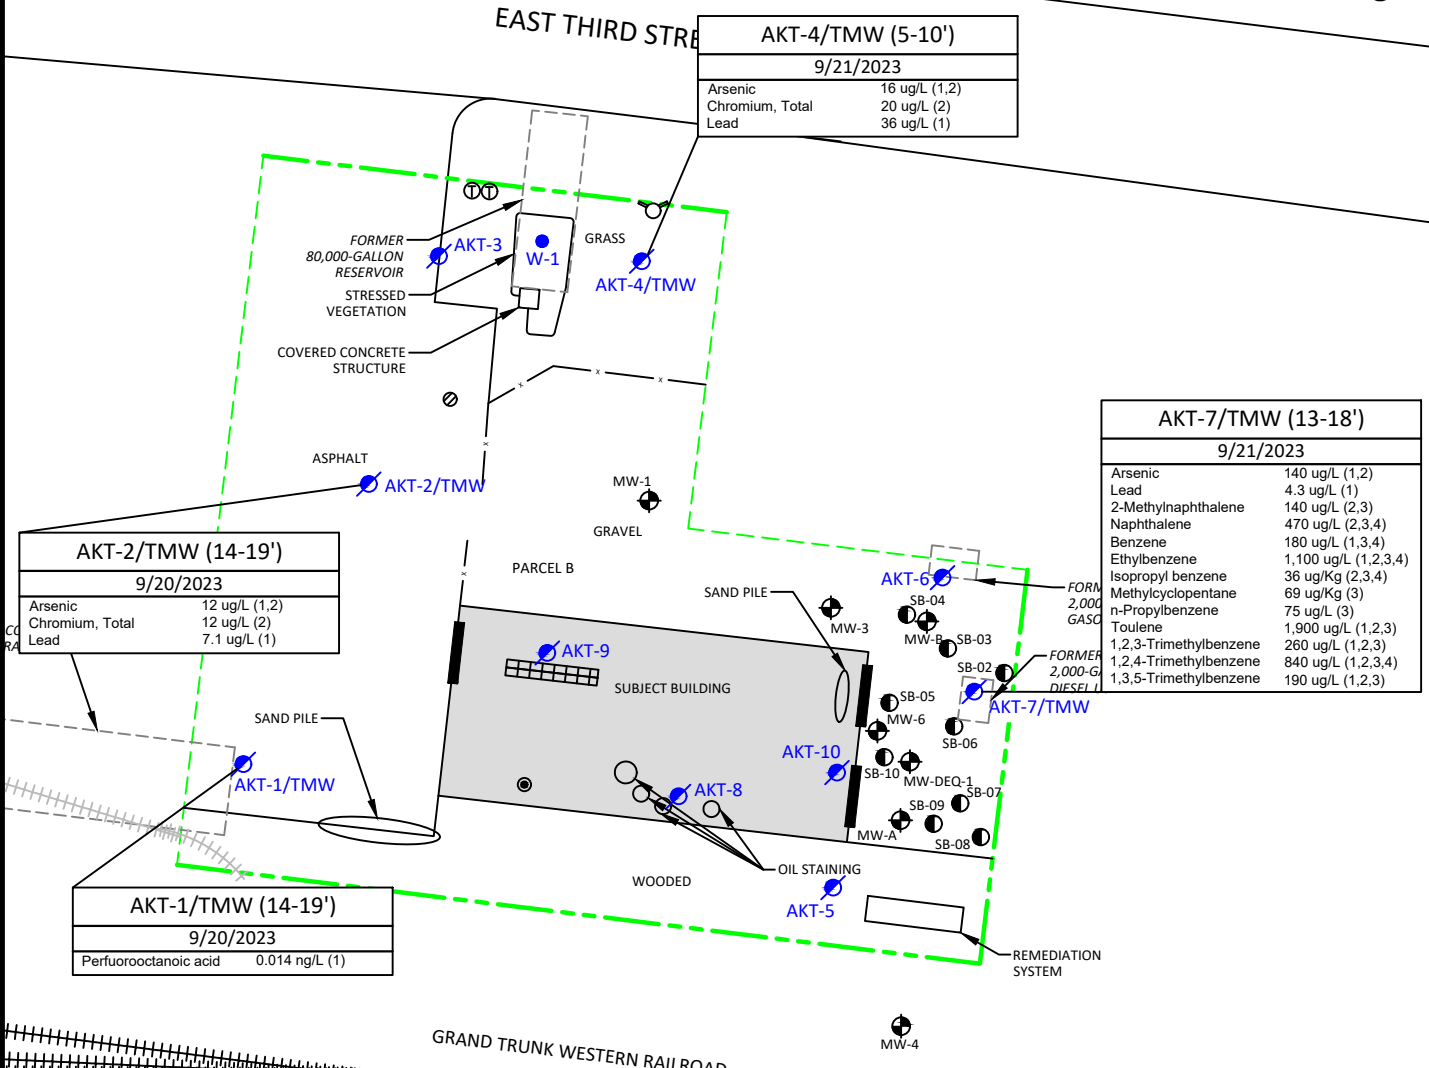 EAST THIRD STRE
AKT-4/TMW (5-10')
9/21/2023
Arsenic 16 ug/L (1,2)
Chromium, Total 20 ug/L (2)
Lead 36 ug/L (1)
T T
FORMER
80,000-GALLON
RESERVOIR
AKT-3
W-1
GRASS
AKT-4/TMW
STRESSED
VEGETATION
COVERED CONCRETE
STRUCTURE
ASPHALT
AKT-2/TMW
MW-1
GRAVEL
PARCEL B
AKT-7/TMW (13-18')
9/21/2023
Arsenic 140 ug/L (1,2)
Lead 4.3 ug/L (1)
2-Methylnaphthalene 140 ug/L (2,3)
Naphthalene 470 ug/L (2,3,4)
Benzene 180 ug/L (1,3,4)
Ethylbenzene 1,100 ug/L (1,2,3,4)
Isopropyl benzene 36 ug/Kg (2,3,4)
Methylcyclopentane 69 ug/Kg (3)
n-Propylbenzene 75 ug/L (3)
Toulene 1,900 ug/L (1,2,3)
1,2,3-Trimethylbenzene 260 ug/L (1,2,3)
1,2,4-Trimethylbenzene 840 ug/L (1,2,3,4)
1,3,5-Trimethylbenzene 190 ug/L (1,2,3)
AKT-2/TMW (14-19')
9/20/2023
Arsenic 12 ug/L (1,2)
Chromium, Total 12 ug/L (2)
Lead 7.1 ug/L (1)
AKT-6
FORM
2,000
GASO
SAND PILE
MW-3
SB-04
MW-B
SB-03
SB-02
FORMER
2,000-GA
DIESEL U
AKT-9
SUBJECT BUILDING
SB-05
MW-6
AKT-7/TMW
SB-06
SAND PILE
AKT-1/TMW
AKT-10
SB-10
MW-DEQ-1
AKT-8
SB-07
SB-09
MW-A
SB-08
OIL STAINING
WOODED
AKT-5
AKT-1/TMW (14-19')
9/20/2023
Perfuorooctanoic acid 0.014 ng/L (1)
REMEDIATION
SYSTEM
MW-4
GRAND TRUNK WESTERN RAILROAD